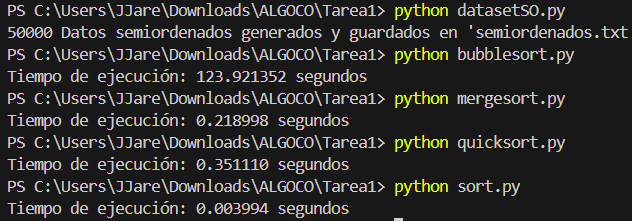 PS C:\Users\JJare\Downloads\ALGOCO\Tarea1> python datasetSO.py
50000 Datos semiordenados generados y guardados en 'semiordenados.txt
PS C:\Users\JJare\Downloads\ALGOCO\Tarea1> python bubblesort.py
Tiempo de ejecución: 123.921352 segundos
PS C:\Users\JJare\Downloads\ALGOCO\Tarea1> python mergesort.py
Tiempo de ejecución: 0.218998 segundos
PS C:\Users\JJare\Downloads\ALGOCO\Tarea1> python quicksort.py
Tiempo de ejecución: 0.351110 segundos
PS C:\Users\JJare\Downloads\ALGOCO\Tarea1> python sort.py
Tiempo de ejecución: 0.003994 segundos